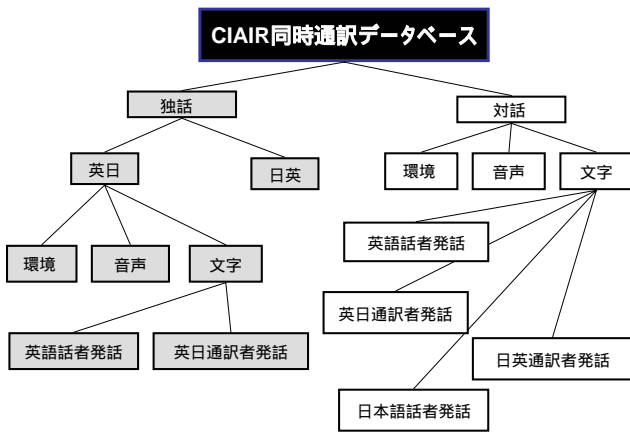 CIAIR同時通訳データベース
独話
対話
英日
日英
環境
音声
文字
環境
音声
文字
英語話者発話
英日通訳者発話
英語話者発話
英日通訳者発話
日英通訳者発話
日本語話者発話